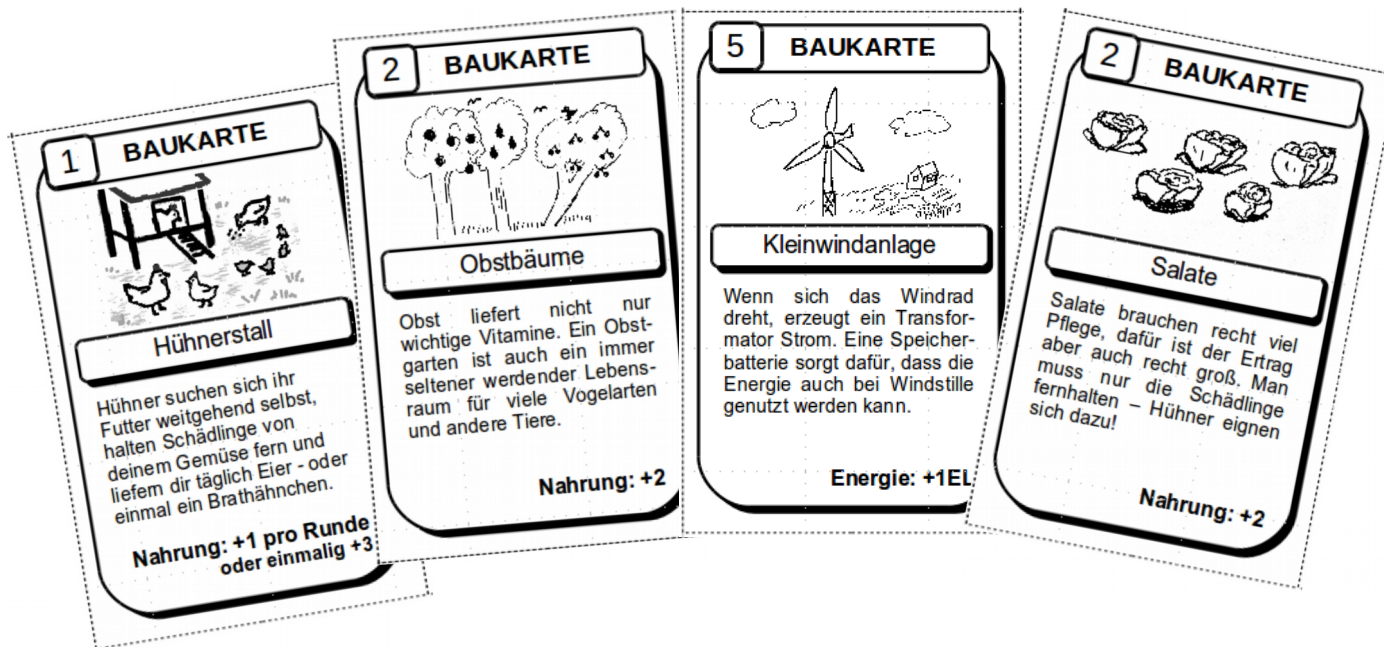 1
BAUKARTE
Hühnerstall
Hühner suchen sich ihr
Futter weitgehend selbst,
halten Schädlinge von
deinem Gemüse fern und
liefern dir täglich Eier - oder
einmal ein Brathähnchen.
Nahrung: +1 pro Runde
oder einmalig +3
2
BAUKARTE
Obstbäume
Obst liefert nicht nur
wichtige Vitamine. Ein Obst-
garten ist auch ein immer
seltener werdender Lebens-
raum für viele Vogelarten
und andere Tiere.
Nahrung: +2
5
BAUKARTE
Kleinwindanlage
Wenn sich das Windrad
dreht, erzeugt ein Transfor-
mator Strom. Eine Speicher-
batterie sorgt dafür, dass die
Energie auch bei Windstille
genutzt werden kann.
Energie: +1EL
2
BAUKARTE
Salate
Salate brauchen recht viel
Pflege, dafür ist der Ertrag
aber auch recht groß. Man
muss nur die Schädlinge
fernhalten – Hühner eignen
sich dazu!
Nahrung: +2